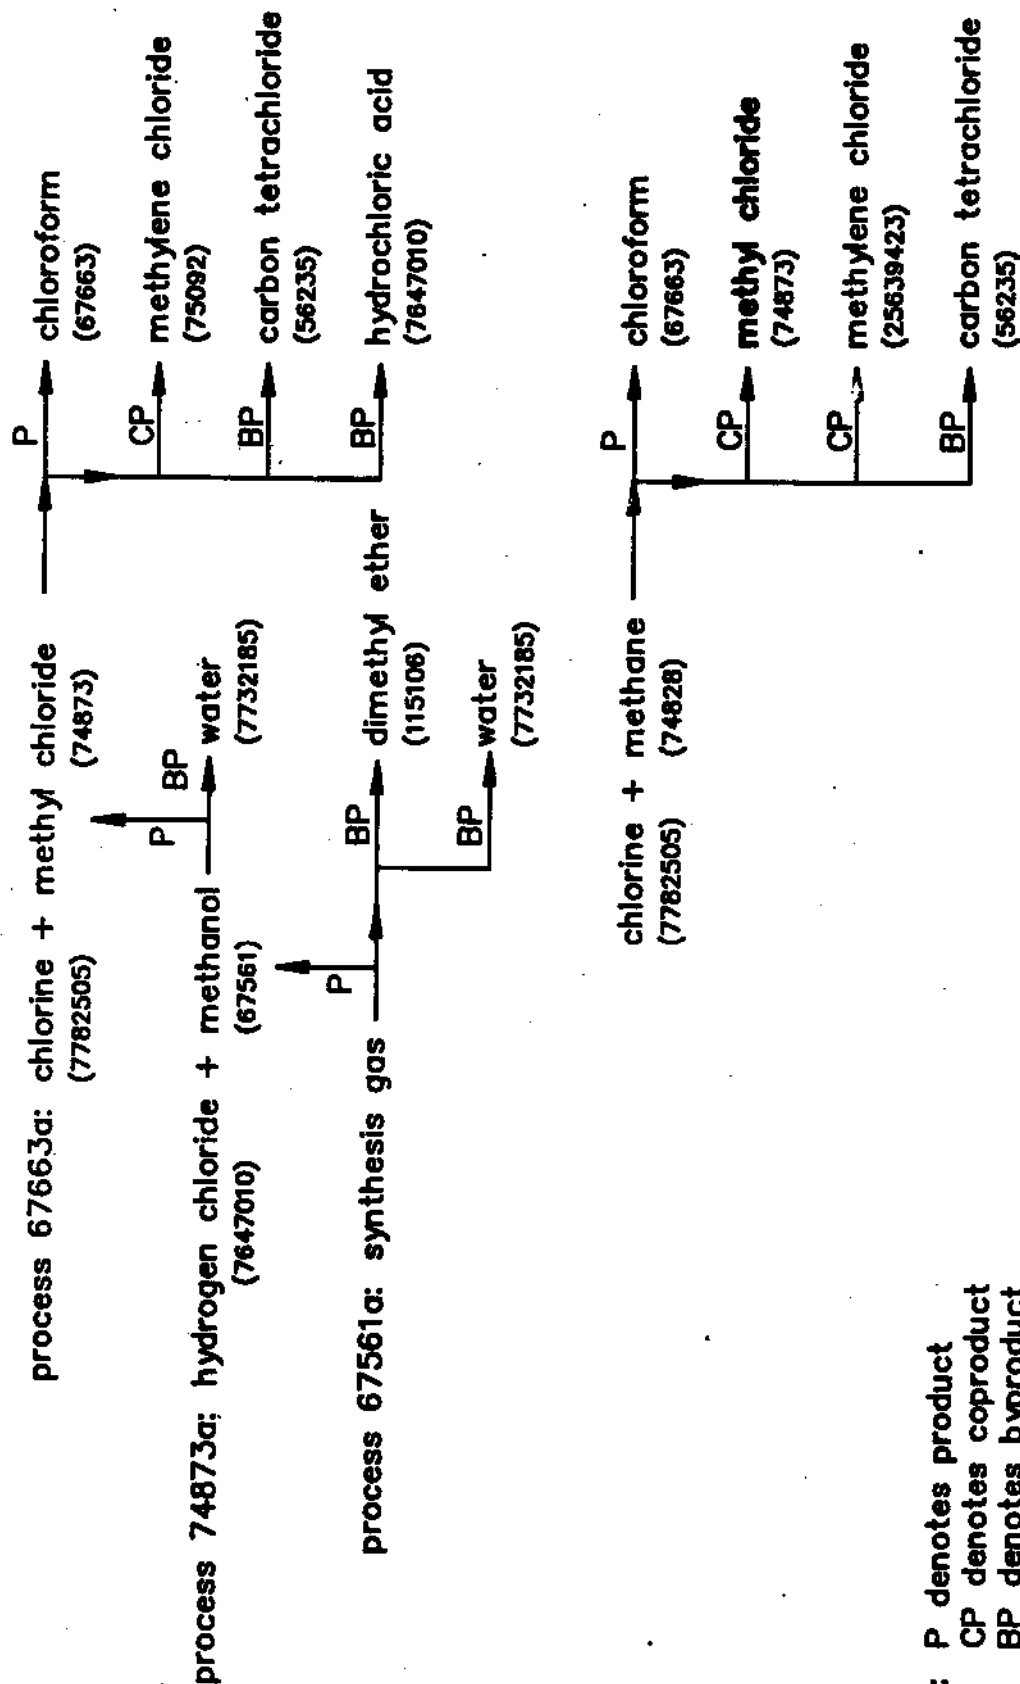 process 67663a: chlorine + methyl chloride
(7782505) (74873)
P
chloroform
(67663)
CP
methylene chloride
(75092)
BP
carbon tetrachloride
(56235)
BP
hydrochloric acid
(7647010)
process 74873a: hydrogen chloride + methanol
(7647010) (67561)
P
BP
water
(7732185)
process 67561a: synthesis gas
P
BP
dimethyl ether
(115106)
BP
water
(7732185)
chlorine + methane
(7782505) (74828)
P
chloroform
(67663)
CP
methyl chloride
(74873)
CP
methylene chloride
(25639423)
BP
carbon tetrachloride
(56235)
: P denotes product
CP denotes coproduct
BP denotes byproduct